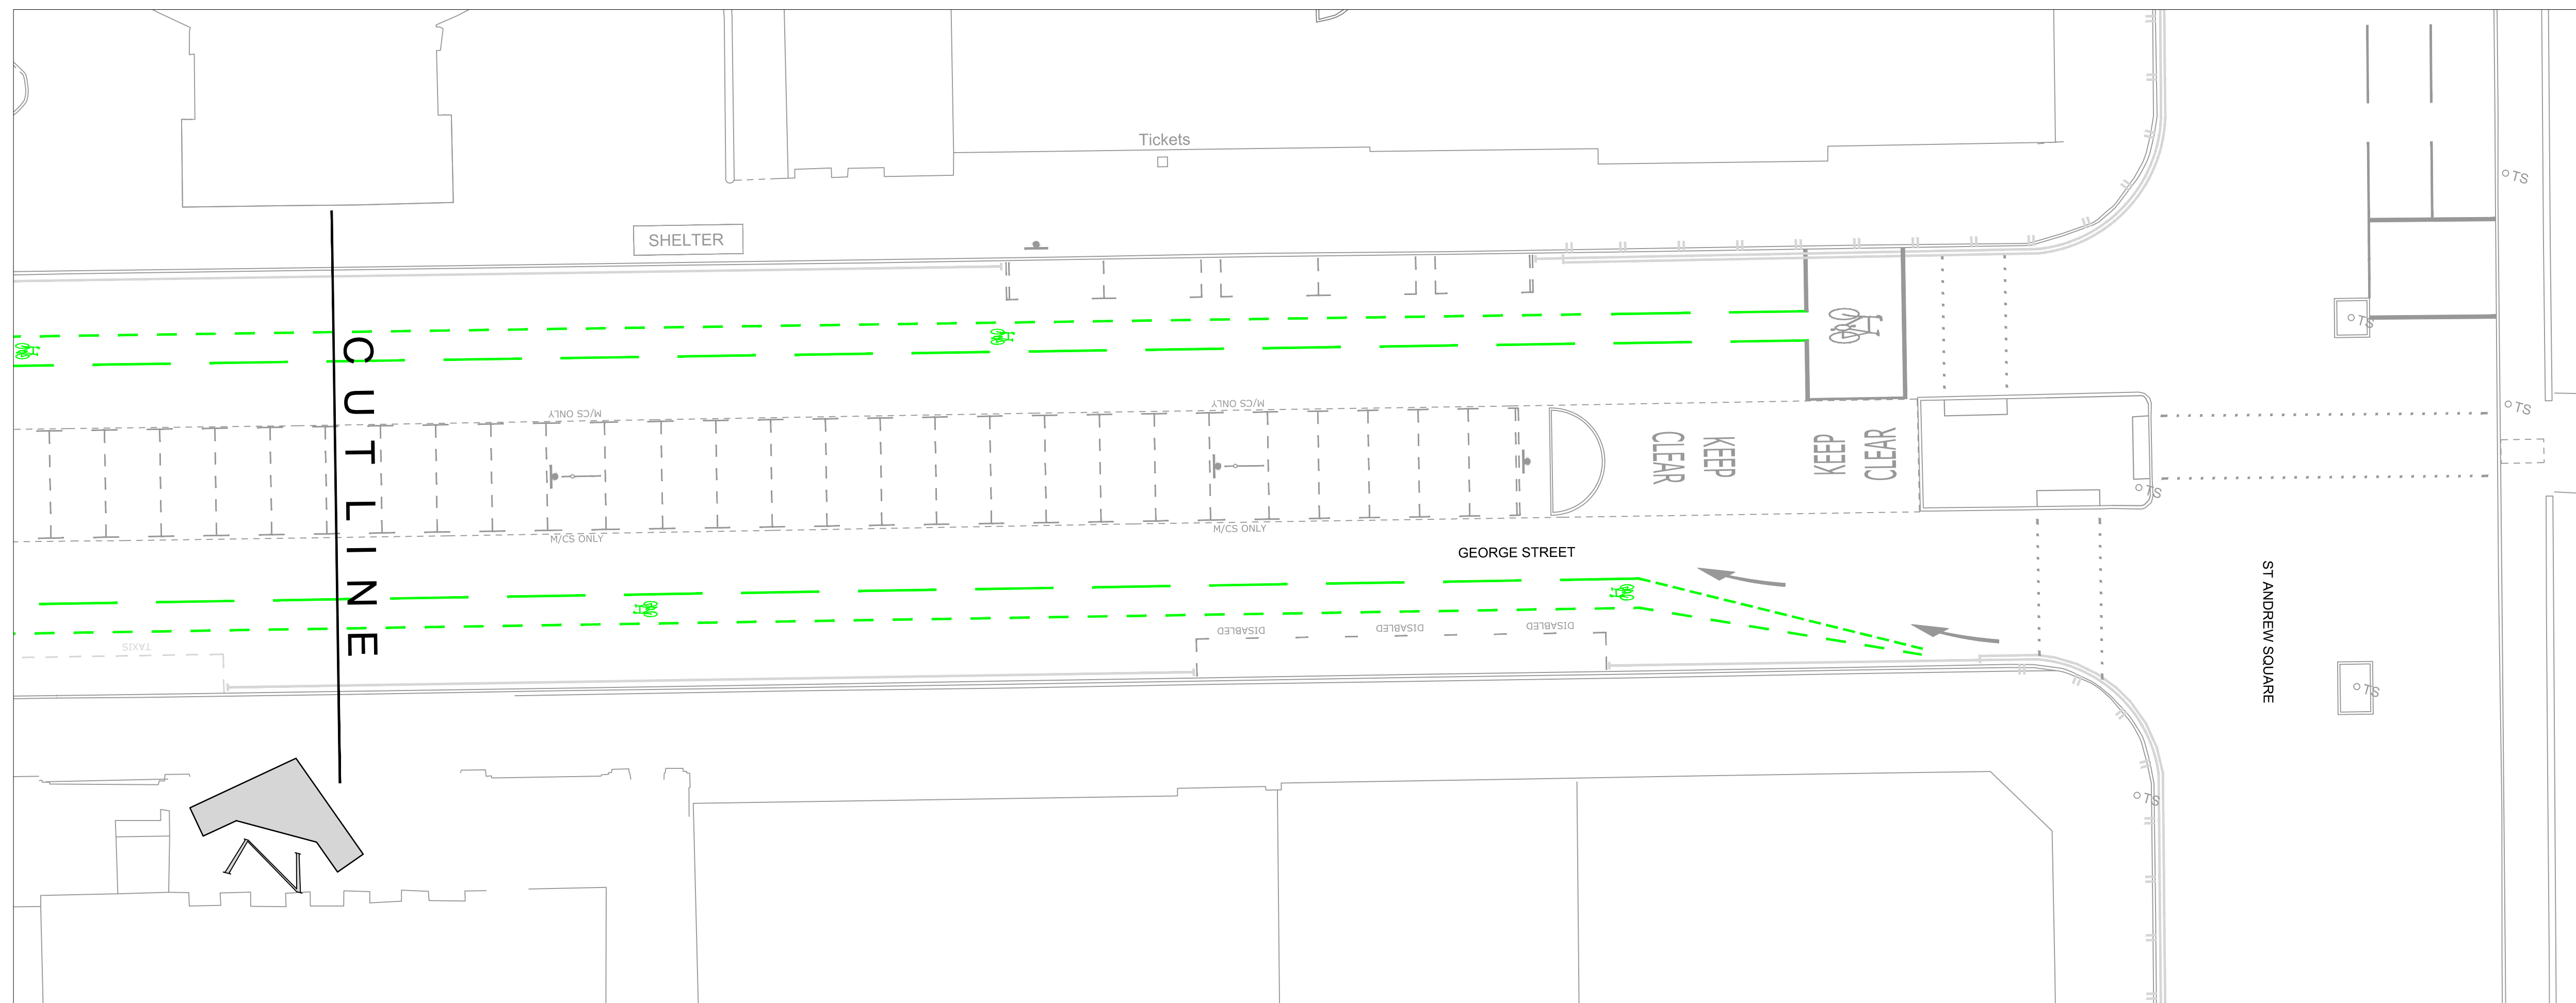 Tickets
TS
SHELTER
TS
CUT LINE
M/CS ONLY
M/CS ONLY
TS
CLEAR
KEEP
KEEP
CLEAR
TS
M/CS ONLY
M/CS ONLY
GEORGE STREET
ST ANDREW SQUARE
DISABLED
DISABLED
DISABLED
TAXIS
TS
TS